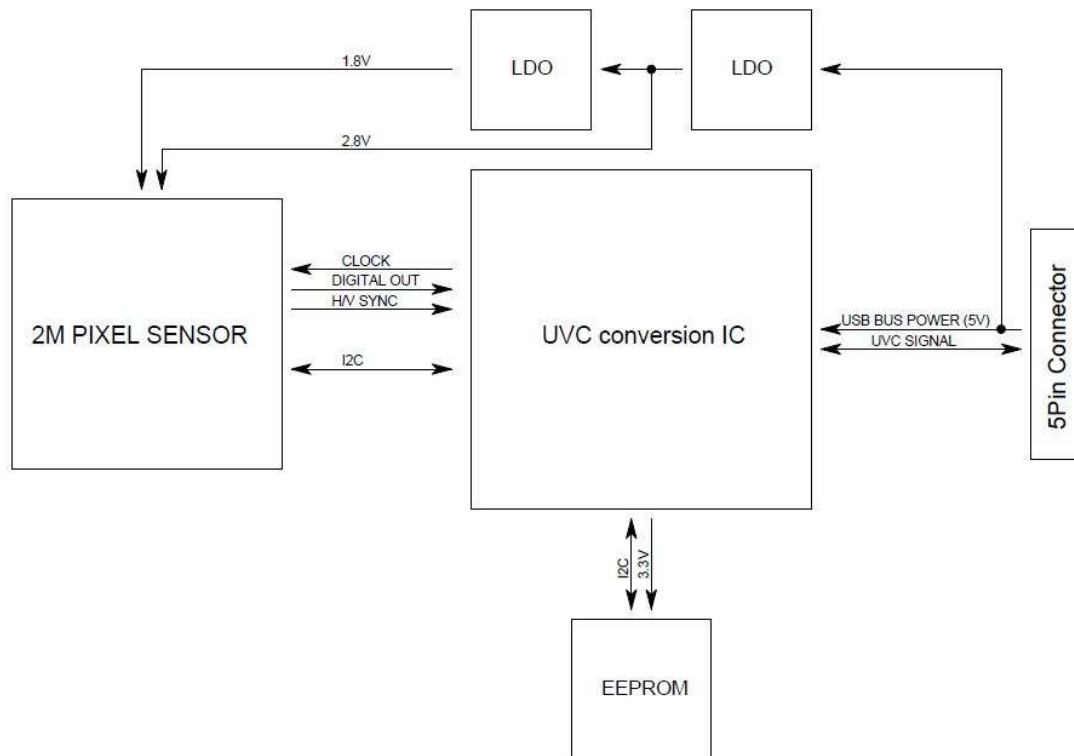 1.8V
LDO
LDO
2.8V
CLOCK
DIGITAL OUT
H/V SYNC
2M PIXEL SENSOR
I2C
UVC conversion IC
USB BUS POWER (5V)
UVC SIGNAL
5Pin Connector
I2C
3.3V
EEPROM